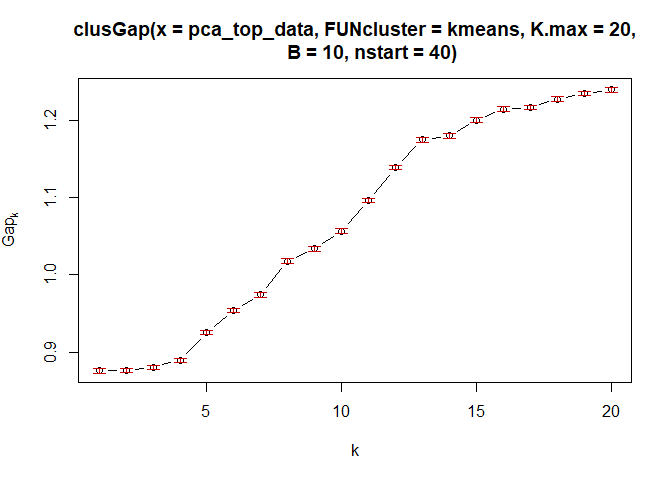 clusGap(x = pca_top_data, FUNcluster = kmeans, K.max = 20,
B = 10, nstart = 40)
1.2
1.1
1.0
0.9
Gapk
5 10 15 20
k